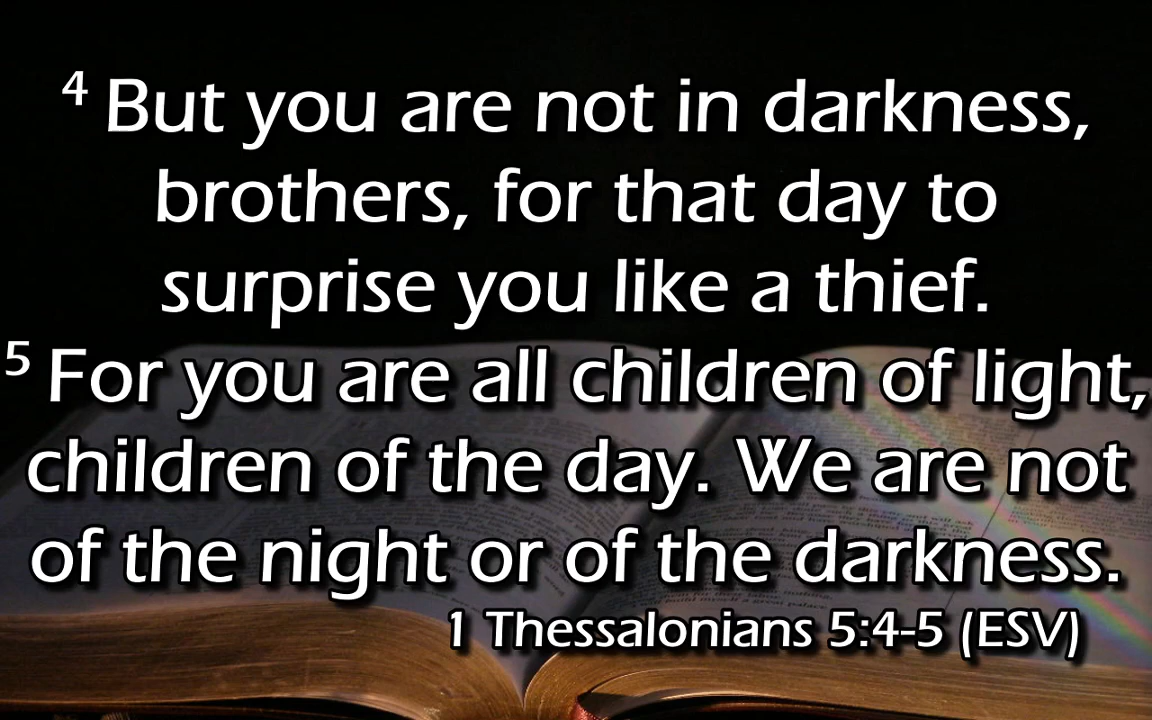 4 But you are not in darkness,
brothers, for that day to
surprise you like a thief.
5 For you are all children of light,
children of the day. We are not
of the night or of the darkness.
1 Thessalonians 5:4-5 (ESV)